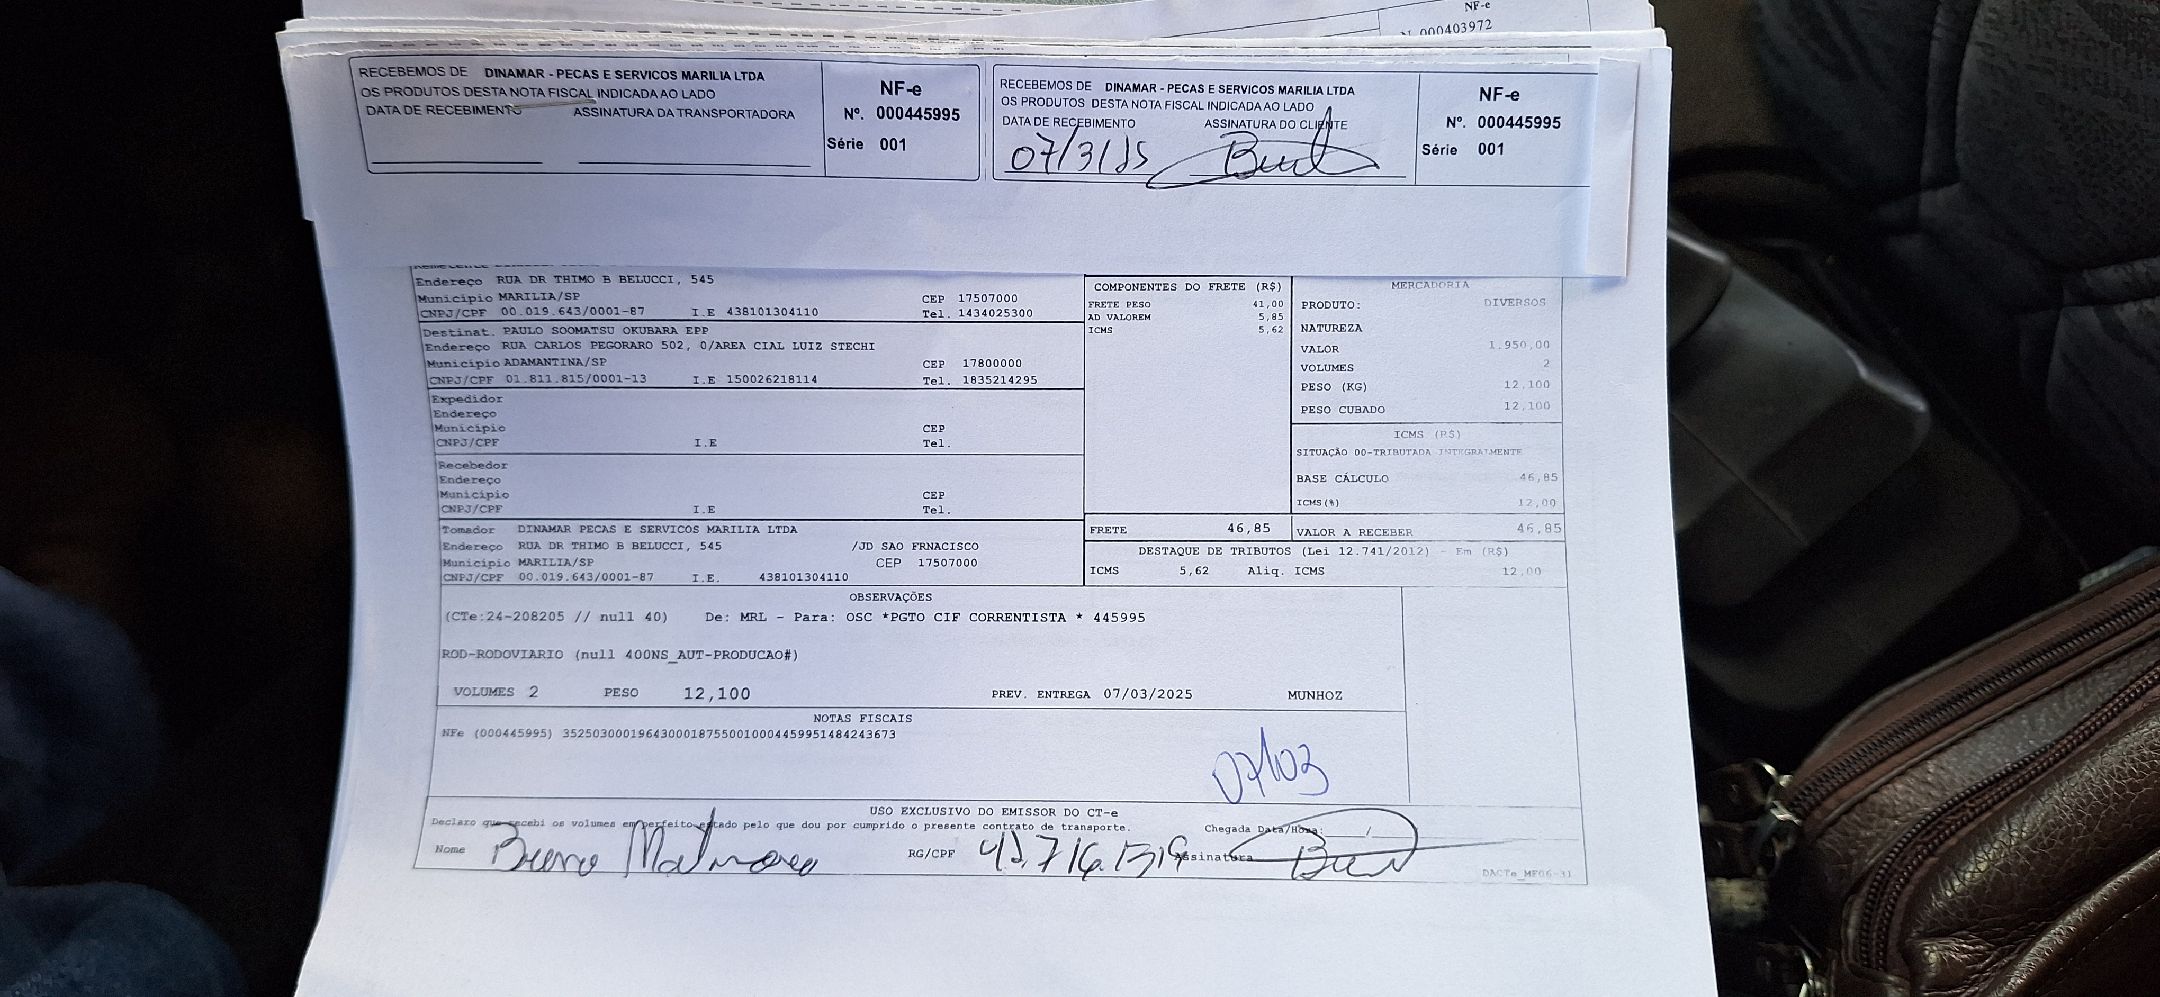 NF-e
000403972
RECEBEMOS DE DINAMAR - PECAS E SERVICOS MARILIA LTDA
OS PRODUTOS DESTA NOTA FISCAL INDICADA AO LADO
DATA DE RECEBIMENTO ASSINATURA DA TRANSPORTADORA
NF-e
Nº. 000445995
Série 001
RECEBEMOS DE DINAMAR - PECAS E SERVICOS MARILIA LTDA
OS PRODUTOS DESTA NOTA FISCAL INDICADA AO LADO
DATA DE RECEBIMENTO ASSINATURA DO CLIENTE
07/3/25
NF-e
Nº. 000445995
Série 001
Endereço RUA DR THIMO B BELUCCI, 545
Município MARILIA/SP CEP 17507000
CNPJ/CPF 00.019.643/0001-87 I.E 438101304110 Tel. 1434025300
Destinat. PAULO SOOMATSU OKUBARA EPP
Endereço RUA CARLOS PEGORARO 502, 0/AREA CIAL LUIZ STECHI
Município ADAMANTINA/SP CEP 17800000
CNPJ/CPF 01.811.815/0001-13 I.E 150026218114 Tel. 1835214295
Expedidor
Endereço
Município CEP
CNPJ/CPF I.E Tel.
Recebedor
Endereço
Município CEP
CNPJ/CPF I.E Tel.
Tomador DINAMAR PECAS E SERVICOS MARILIA LTDA
Endereço RUA DR THIMO B BELUCCI, 545 /JD SAO FRNACISCO
Município MARILIA/SP CEP 17507000
CNPJ/CPF 00.019.643/0001-87 I.E. 438101304110
COMPONENTES DO FRETE (R$)
FRETE PESO 41,00
AD VALOREM 5,85
ICMS 5,62
FRETE 46,85
MERCADORIA
PRODUTO: DIVERSOS
NATUREZA
VALOR 1.950,00
VOLUMES 2
PESO (KG) 12,100
PESO CUBADO 12,100
ICMS (R$)
SITUAÇÃO 00-TRIBUTADA INTEGRALMENTE
BASE CÁLCULO 46,85
ICMS(%) 12,00
VALOR A RECEBER 46,85
DESTAQUE DE TRIBUTOS (Lei 12.741/2012) - Em (R$)
ICMS 5,62 Aliq. ICMS 12,00
OBSERVAÇÕES
(CTe:24-208205 // null 40) De: MRL - Para: OSC *PGTO CIF CORRENTISTA * 445995
ROD-RODOVIARIO (null 400NS_AUT-PRODUCAO#)
VOLUMES 2 PESO 12,100 PREV. ENTREGA 07/03/2025 MUNHOZ
NOTAS FISCAIS
NFe (000445995) 35250300019643000187550010004459951484243673
07/03
USO EXCLUSIVO DO EMISSOR DO CT-e
Declaro que recebi os volumes em perfeito estado pelo que dou por cumprido o presente contrato de transporte. Chegada Data/Hora: /
Nome Bruno RG/CPF Assinatura
DACTe_MF06-31